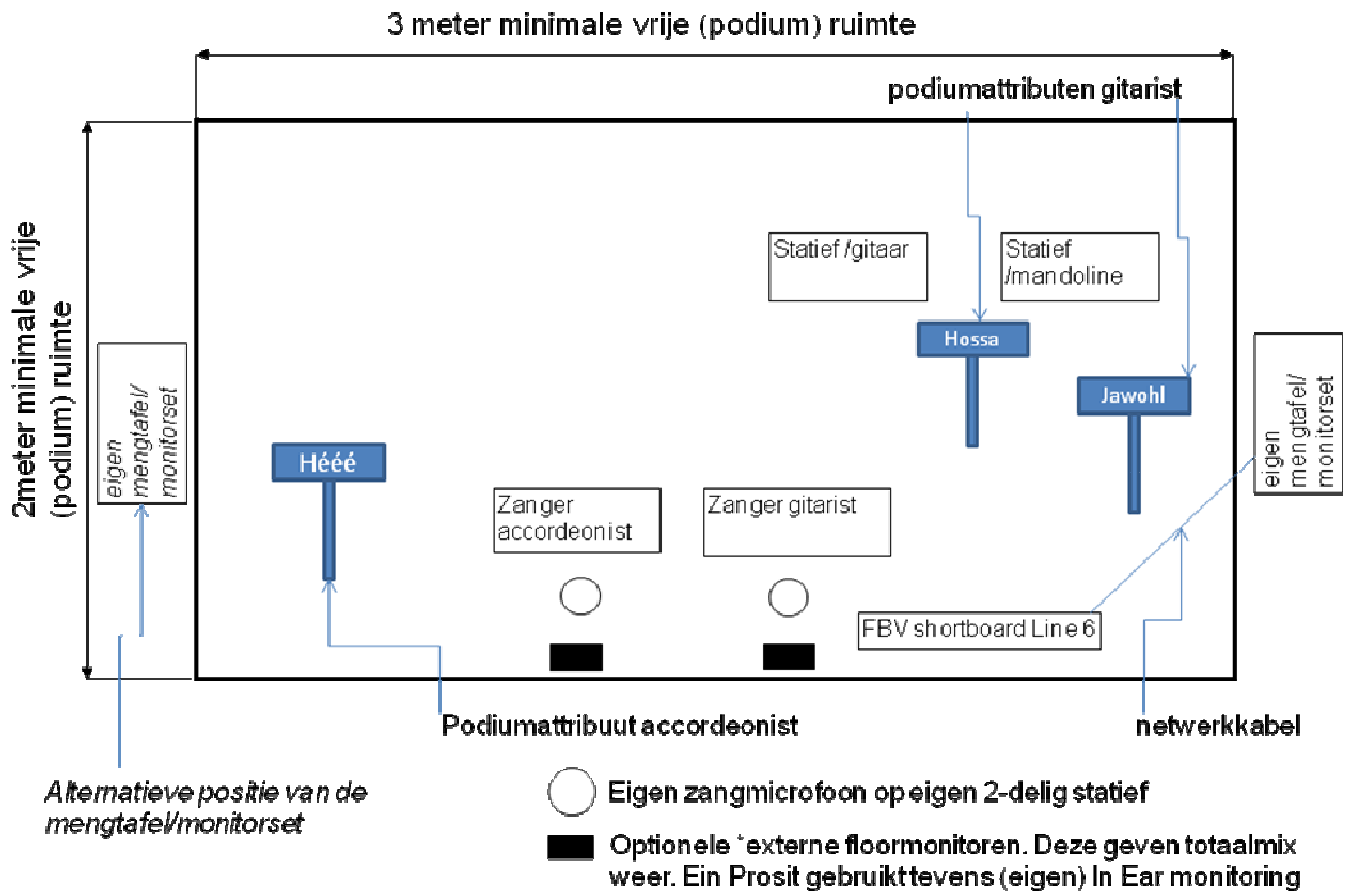 3 meter minimale vrije (podium) ruimte
podiumattributen gitarist
2meter minimale vrije
(podium) ruimte
Statief /gitaar
Statief
/mandoline
Hossa
Jawohl
eigen
mengtafel/
monitorset
eigen
mengtafel/
monitorset
Hééé
Zanger
accordeonist
Zanger gitarist
FBV shortboard Line 6
Podiumattribuut accordeonist
netwerkkabel
Alternatieve positie van de
mengtafel/monitorset
Eigen zangmicrofoon op eigen 2-delig statief
Optionele *externe floormonitoren. Deze geven totaalmix
weer. Ein Prosit gebruikt tevens (eigen) In Ear monitoring